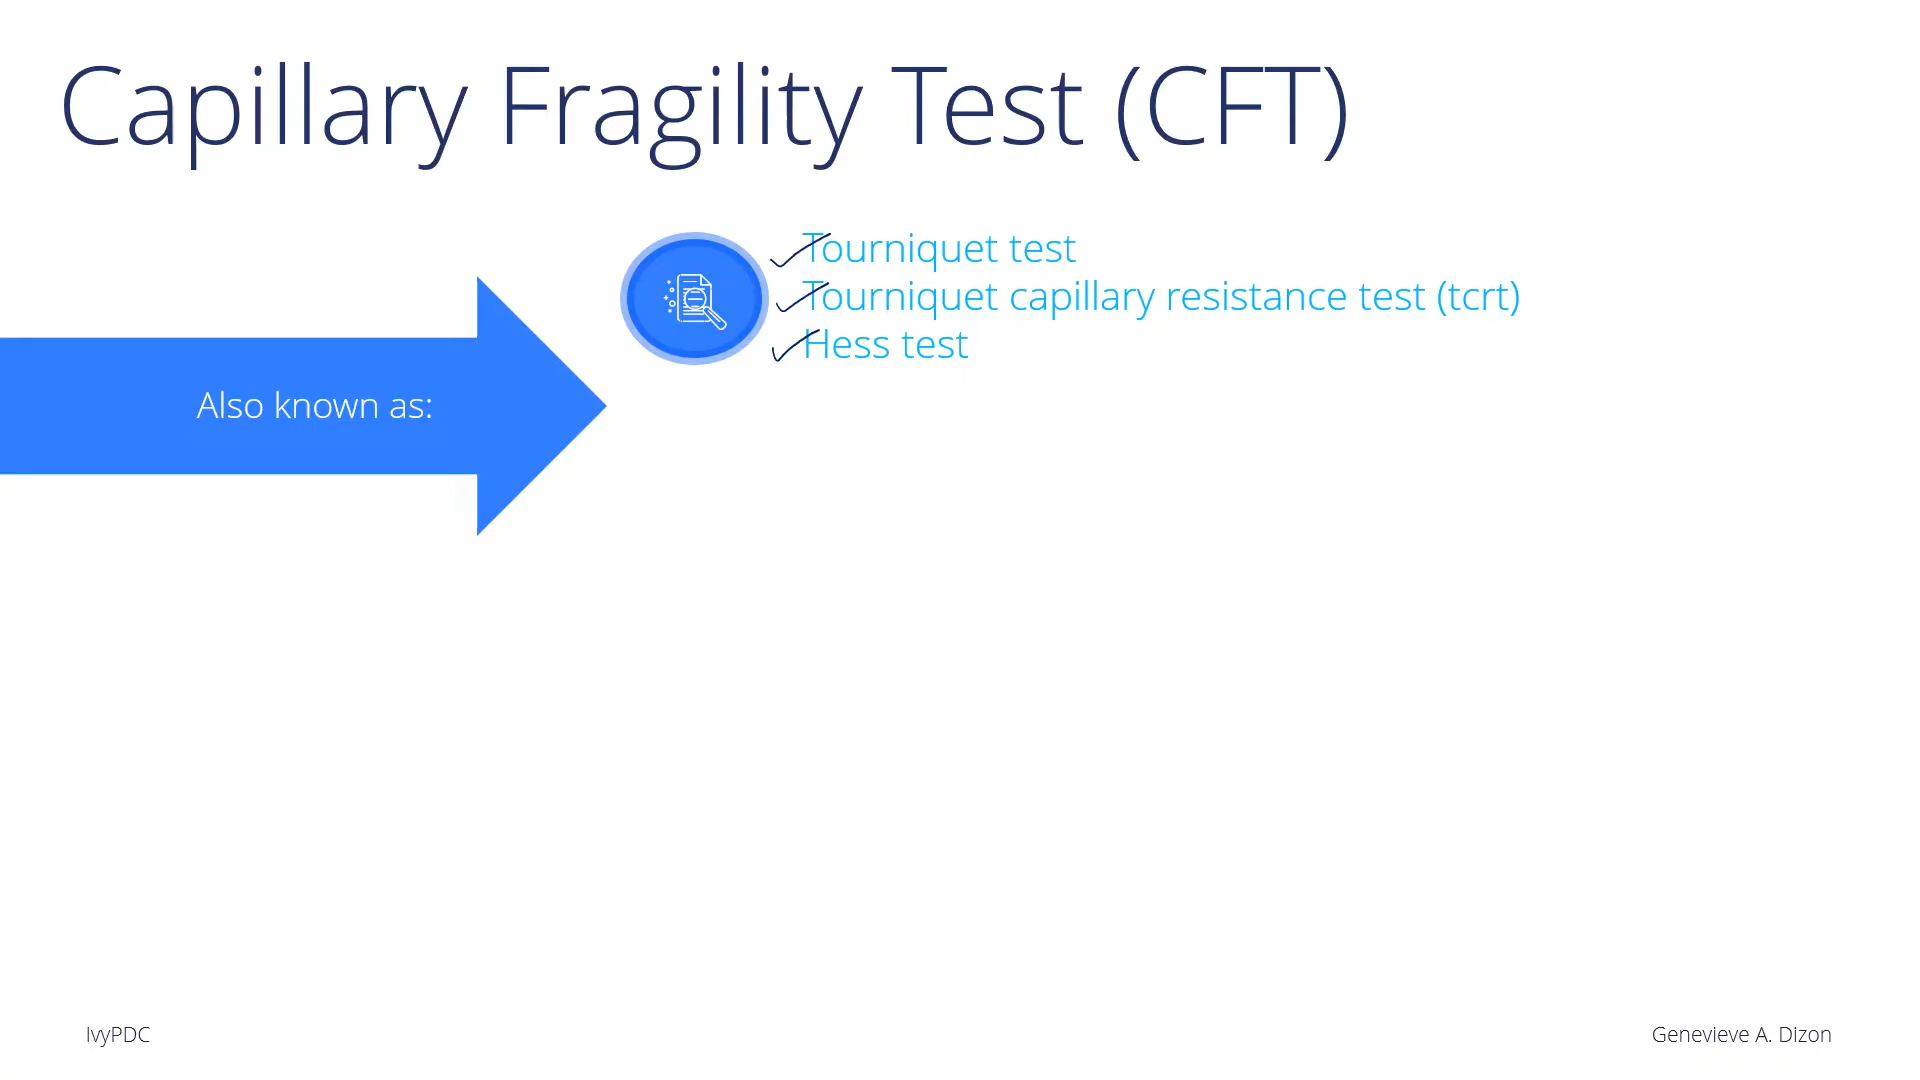 Capillary Fragility Test (CFT)
Tourniquet test
Tourniquet capillary resistance test (tcrt)
Hess test
Also known as:
IvyPDC
Genevieve A. Dizon